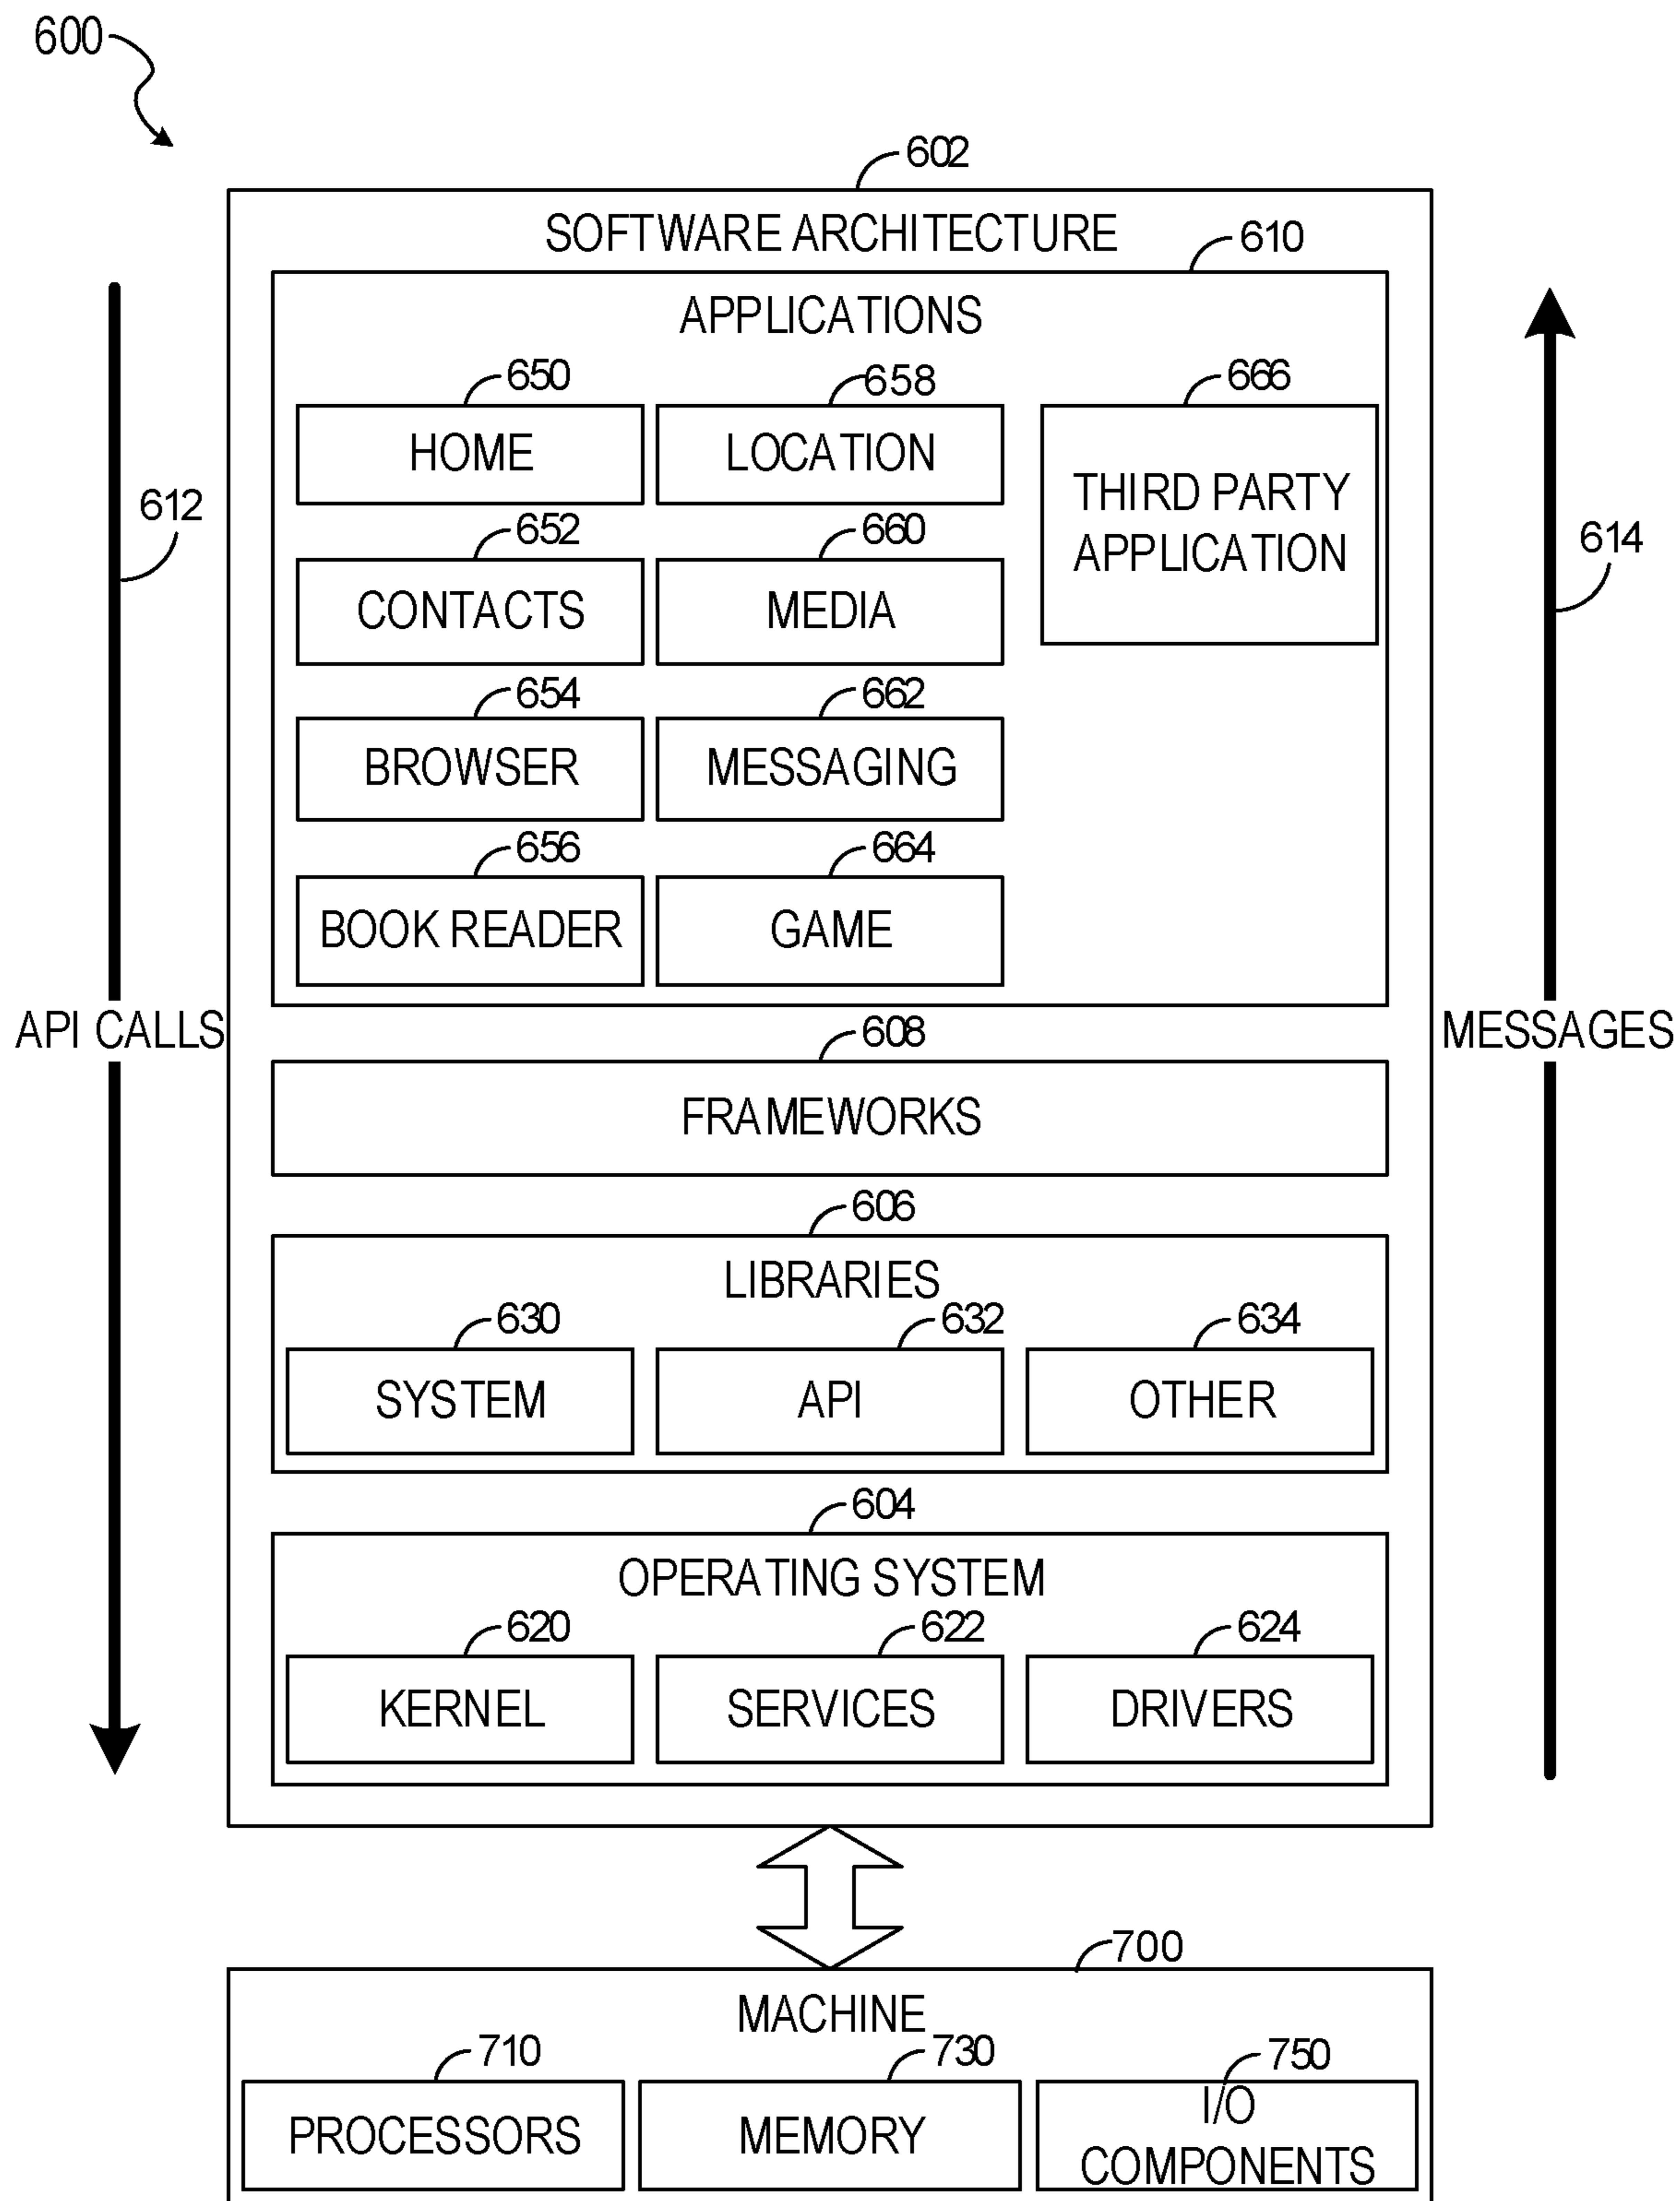 600
602
SOFTWARE ARCHITECTURE
610
APPLICATIONS
650
658
666
HOME
LOCATION
THIRD PARTY
APPLICATION
612
614
652
660
CONTACTS
MEDIA
654
662
BROWSER
MESSAGING
656
664
BOOK READER
GAME
API CALLS
MESSAGES
608
FRAMEWORKS
606
LIBRARIES
630
632
634
SYSTEM
API
OTHER
604
OPERATING SYSTEM
620
622
624
KERNEL
SERVICES
DRIVERS
700
MACHINE
710
730
750
PROCESSORS
MEMORY
I/O
COMPONENTS